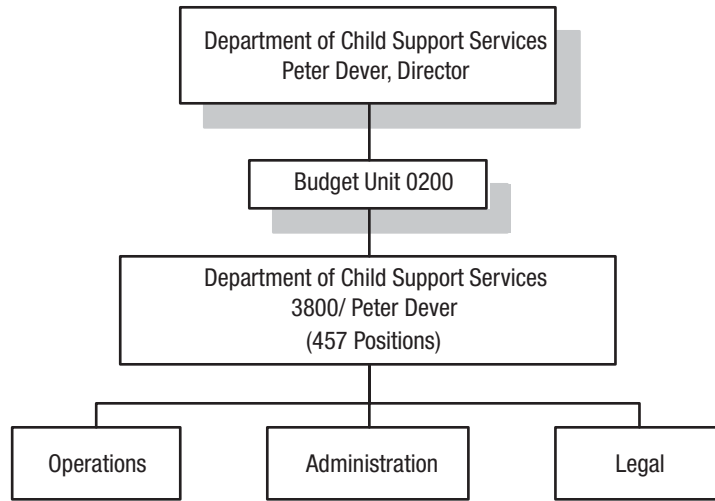 Department of Child Support Services
Peter Dever, Director
Budget Unit 0200
Department of Child Support Services
3800/ Peter Dever
(457 Positions)
Operations
Administration
Legal